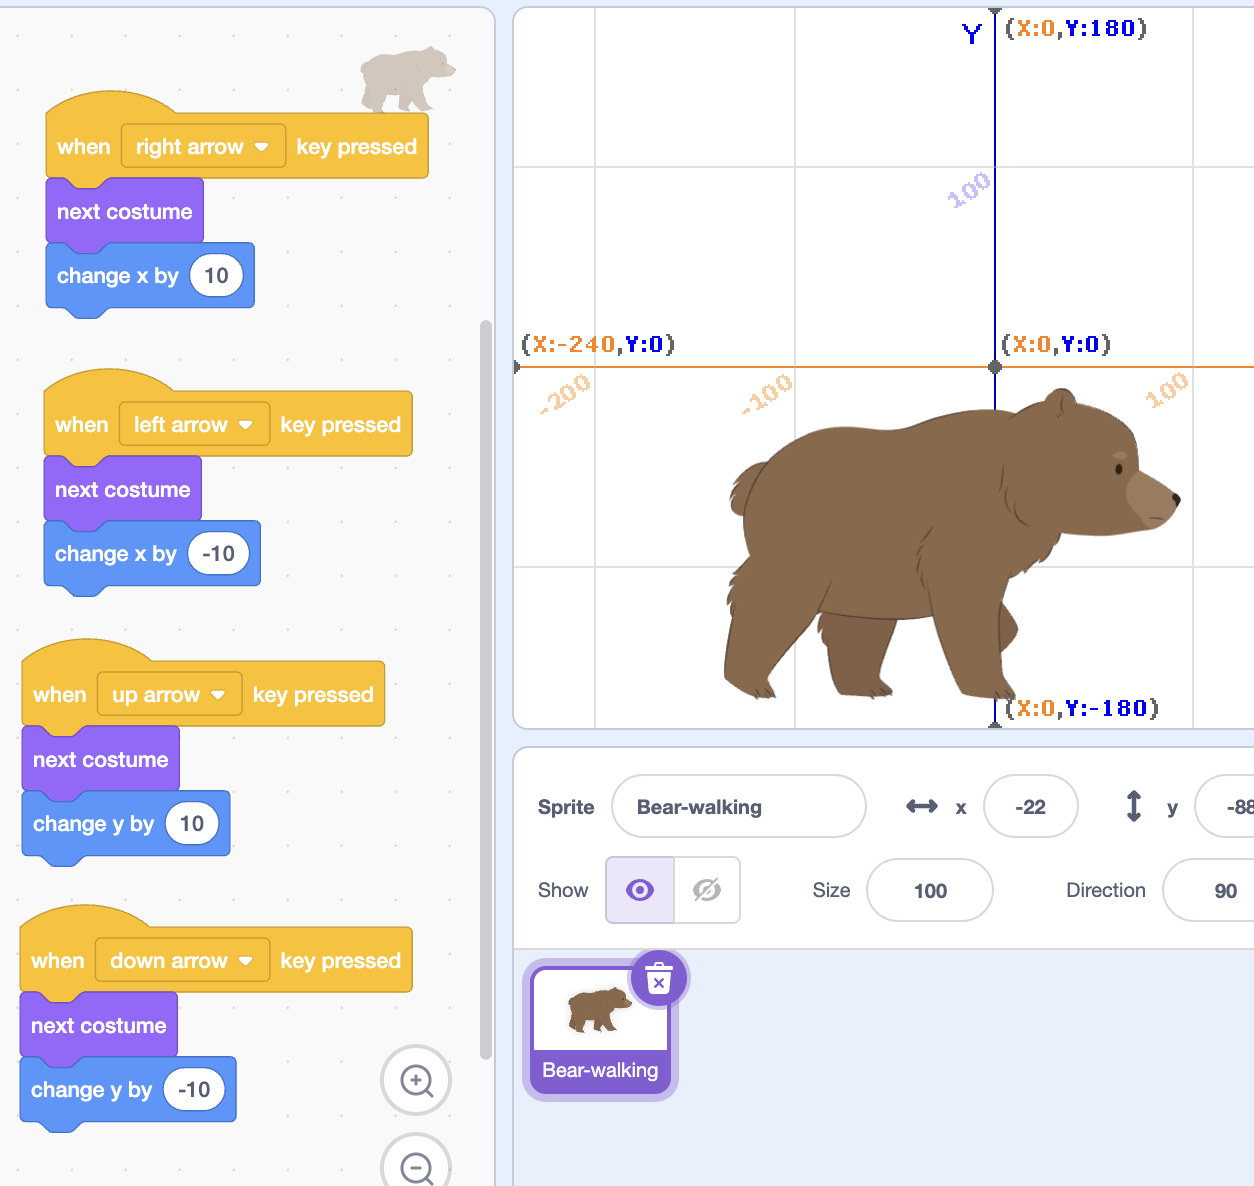 when right arrow key pressed
next costume
change x by 10
when left arrow key pressed
next costume
change x by -10
when up arrow key pressed
next costume
change y by 10
when down arrow key pressed
next costume
change y by -10
Y (X:0,Y:180)
100
(X:-240,Y:0) (X:0,Y:0)
-200 -100 100
(X:0,Y:-180)
Sprite Bear-walking x -22 y -88
Show Size 100 Direction 90
Bear-walking